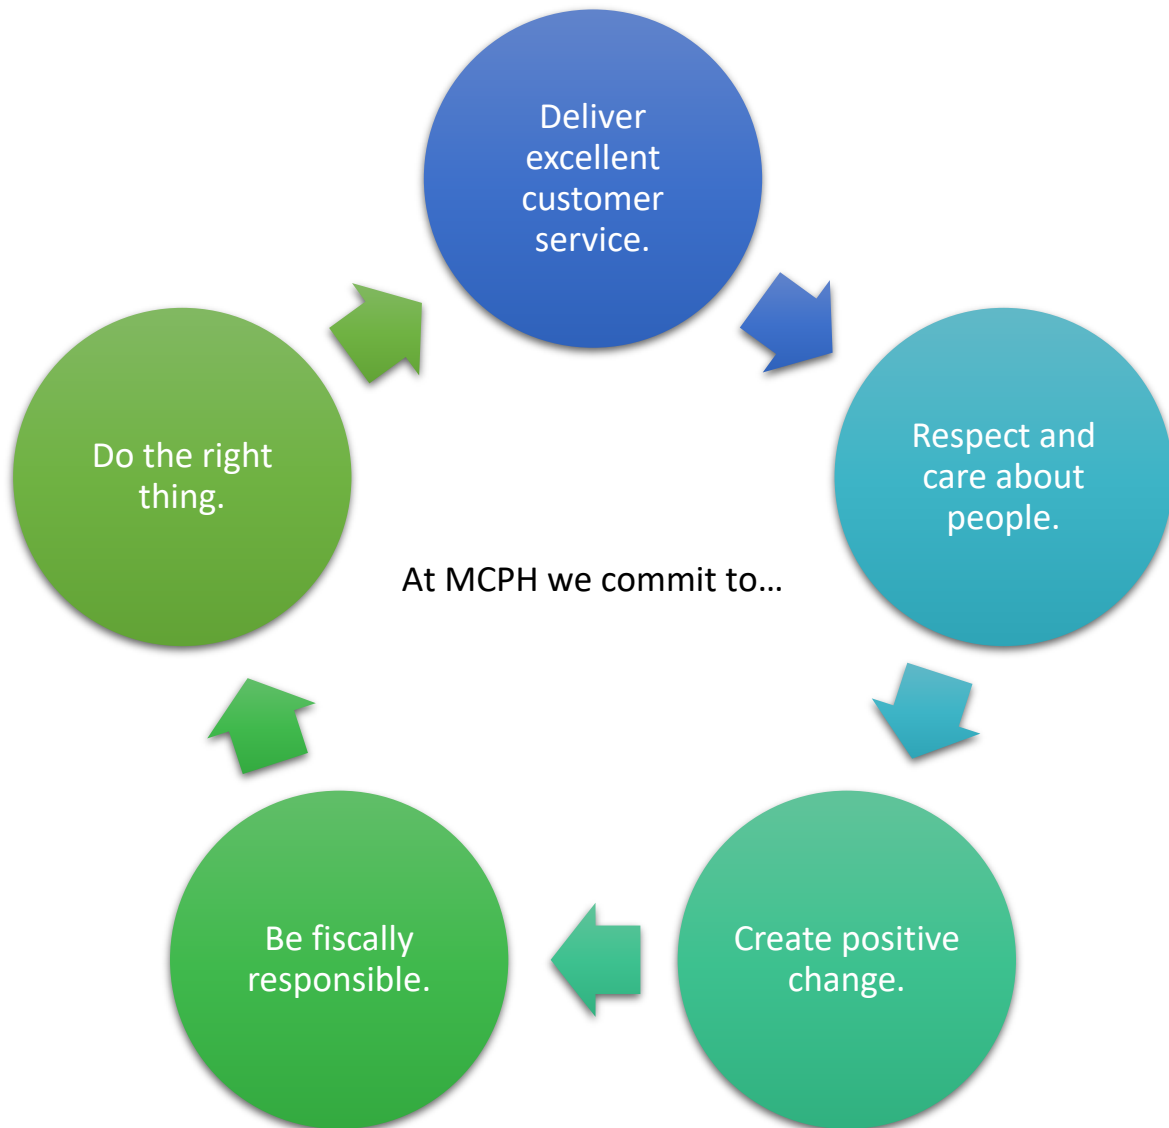 Deliver
excellent
customer
service.
Respect and
care about
people.
Create positive
change.
Be fiscally
responsible.
Do the right
thing.
At MCPH we commit to…